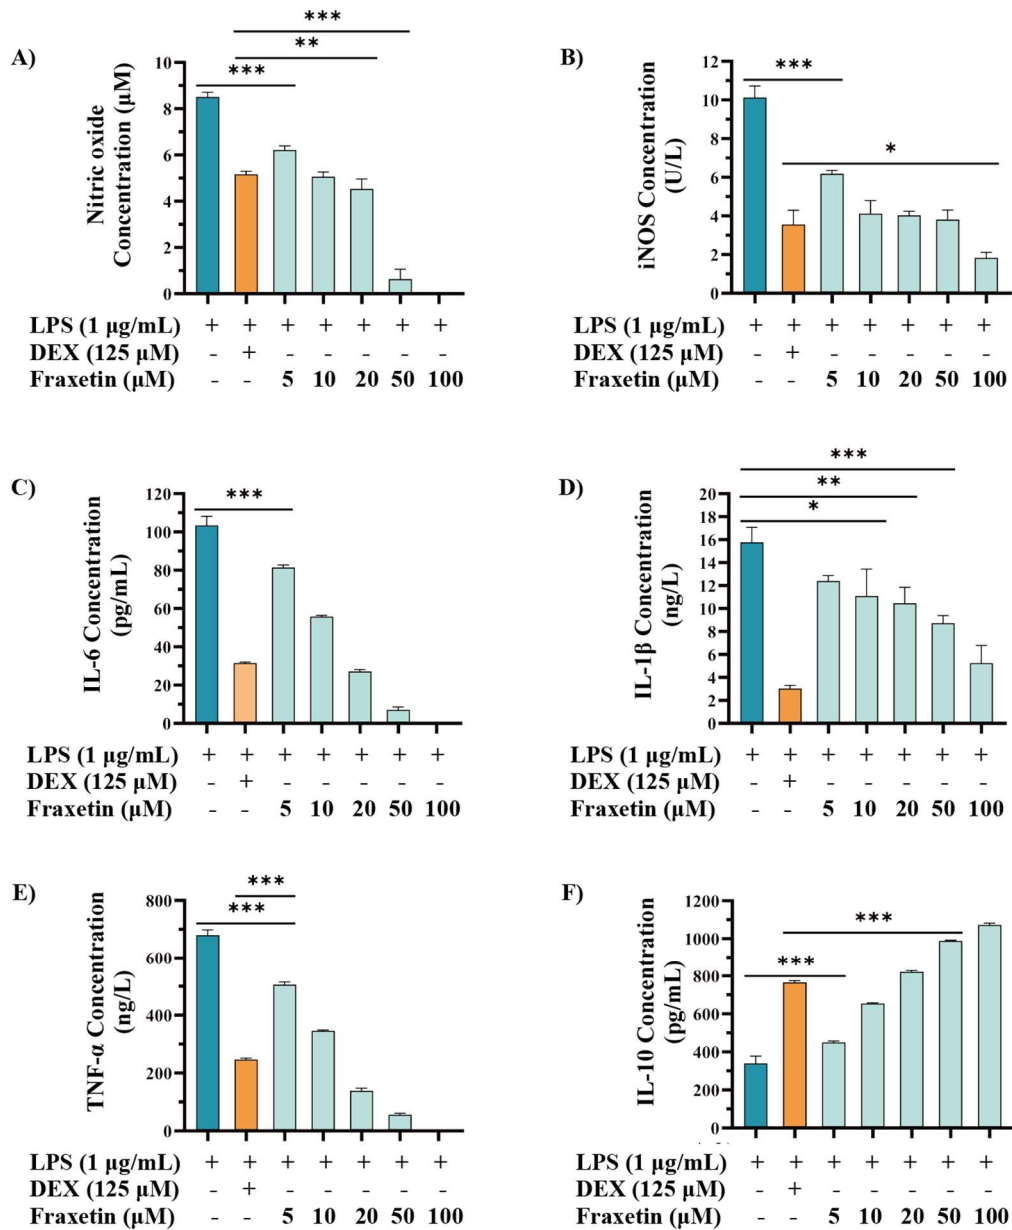 A)
***
**
***
Nitric oxide
Concentration (μM)
10
8
6
4
2
0
LPS (1 μg/mL) + + + + + + +
DEX (125 μM) - + - - - - -
Fraxetin (μM) - - 5 10 20 50 100
B)
***
*
iNOS Concentration
(U/L)
12
10
8
6
4
2
0
LPS (1 μg/mL) + + + + + + +
DEX (125 μM) - + - - - - -
Fraxetin (μM) - - 5 10 20 50 100
C)
***
IL-6 Concentration
(pg/mL)
120
100
80
60
40
20
0
LPS (1 μg/mL) + + + + + + +
DEX (125 μM) - + - - - - -
Fraxetin (μM) - - 5 10 20 50 100
D)
***
**
*
IL-1β Concentration
(ng/L)
20
18
16
14
12
10
8
6
4
2
0
LPS (1 μg/mL) + + + + + + +
DEX (125 μM) - + - - - - -
Fraxetin (μM) - - 5 10 20 50 100
E)
***
***
TNF-α Concentration
(ng/L)
800
600
400
200
0
LPS (1 μg/mL) + + + + + + +
DEX (125 μM) - + - - - - -
Fraxetin (μM) - - 5 10 20 50 100
F)
***
***
IL-10 Concentration
(pg/mL)
1200
1000
800
600
400
200
0
LPS (1 μg/mL) + + + + + + +
DEX (125 μM) - + - - - - -
Fraxetin (μM) - - 5 10 20 50 100